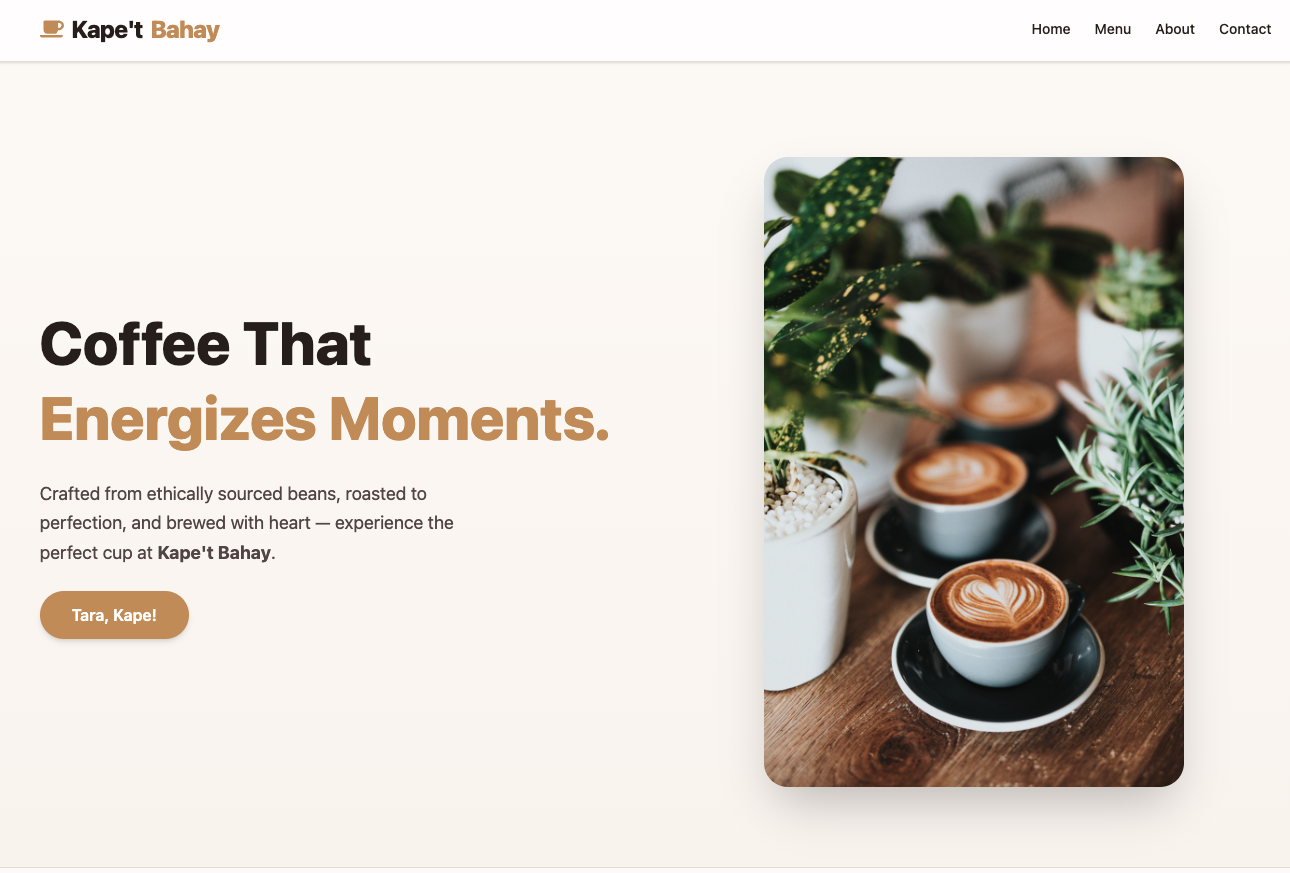 Kape't Bahay
Home Menu About Contact
Coffee That
Energizes Moments.
Crafted from ethically sourced beans, roasted to
perfection, and brewed with heart — experience the
perfect cup at Kape't Bahay.
Tara, Kape!